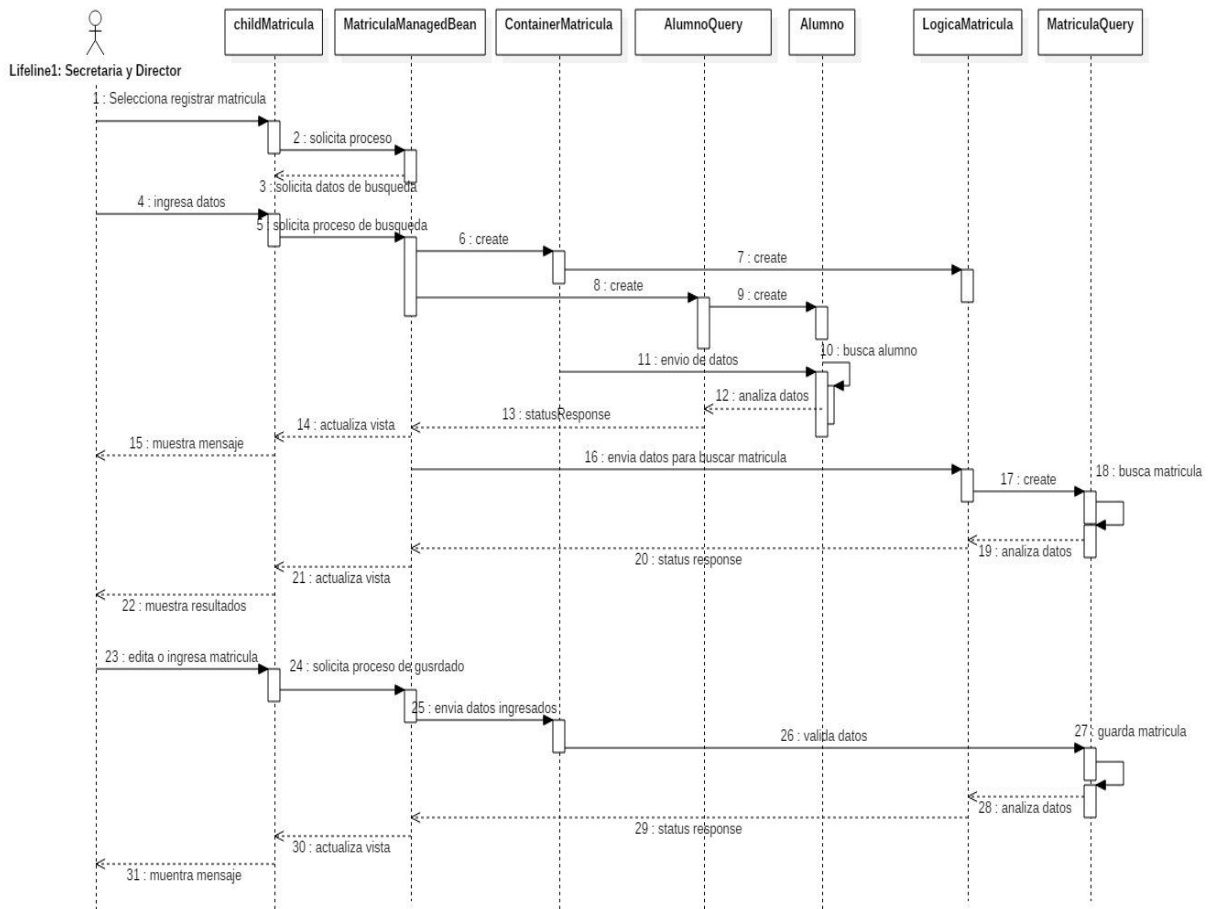 childMatricula
MatriculaManagedBean
ContainerMatricula
AlumnoQuery
Alumno
LogicaMatricula
MatriculaQuery
Lifeline1: Secretaria y Director
1 : Selecciona registrar matricula
2 : solicita proceso
3 : solicita datos de busqueda
4 : ingresa datos
5 : solicita proceso de busqueda
6 : create
7 : create
8 : create
9 : create
10 : busca alumno
11 : envio de datos
12 : analiza datos
13 : statusResponse
14 : actualiza vista
15 : muestra mensaje
16 : envia datos para buscar matricula
17 : create
18 : busca matricula
19 : analiza datos
20 : status response
21 : actualiza vista
22 : muestra resultados
23 : edita o ingresa matricula
24 : solicita proceso de gusrdado
25 : envia datos ingresados
26 : valida datos
27 : guarda matricula
28 : analiza datos
29 : status response
30 : actualiza vista
31 : muentra mensaje